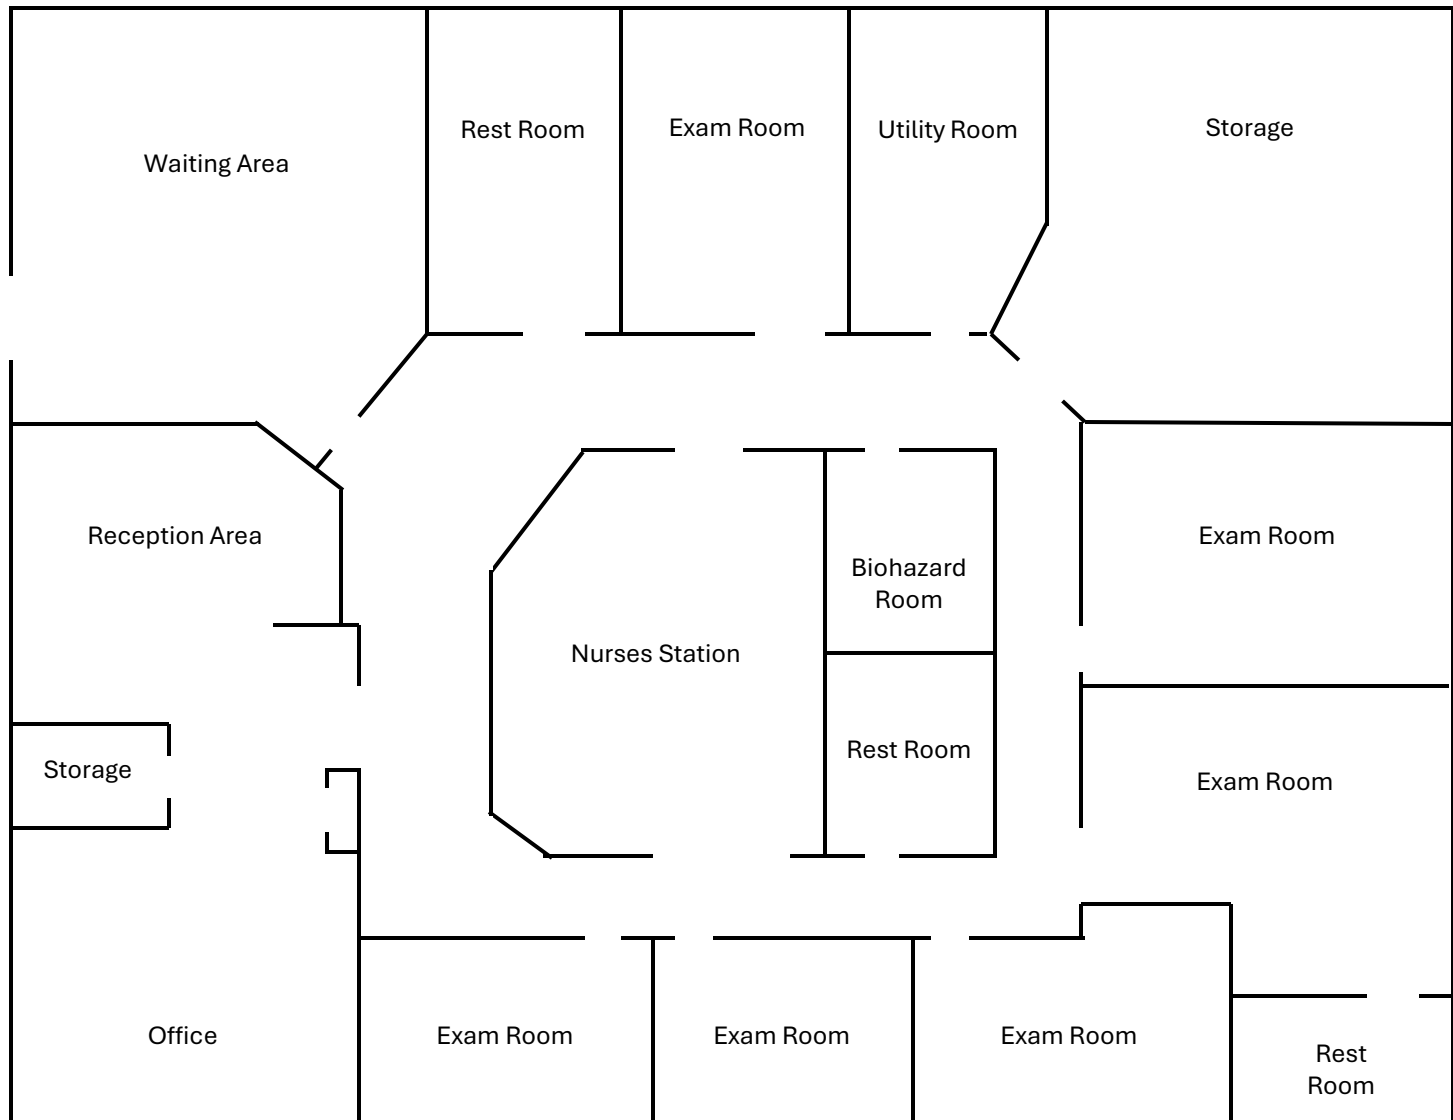 Waiting Area
Rest Room
Exam Room
Utility Room
Storage
Reception Area
Exam Room
Biohazard
Room
Nurses Station
Rest Room
Storage
Exam Room
Office
Exam Room
Exam Room
Exam Room
Rest
Room